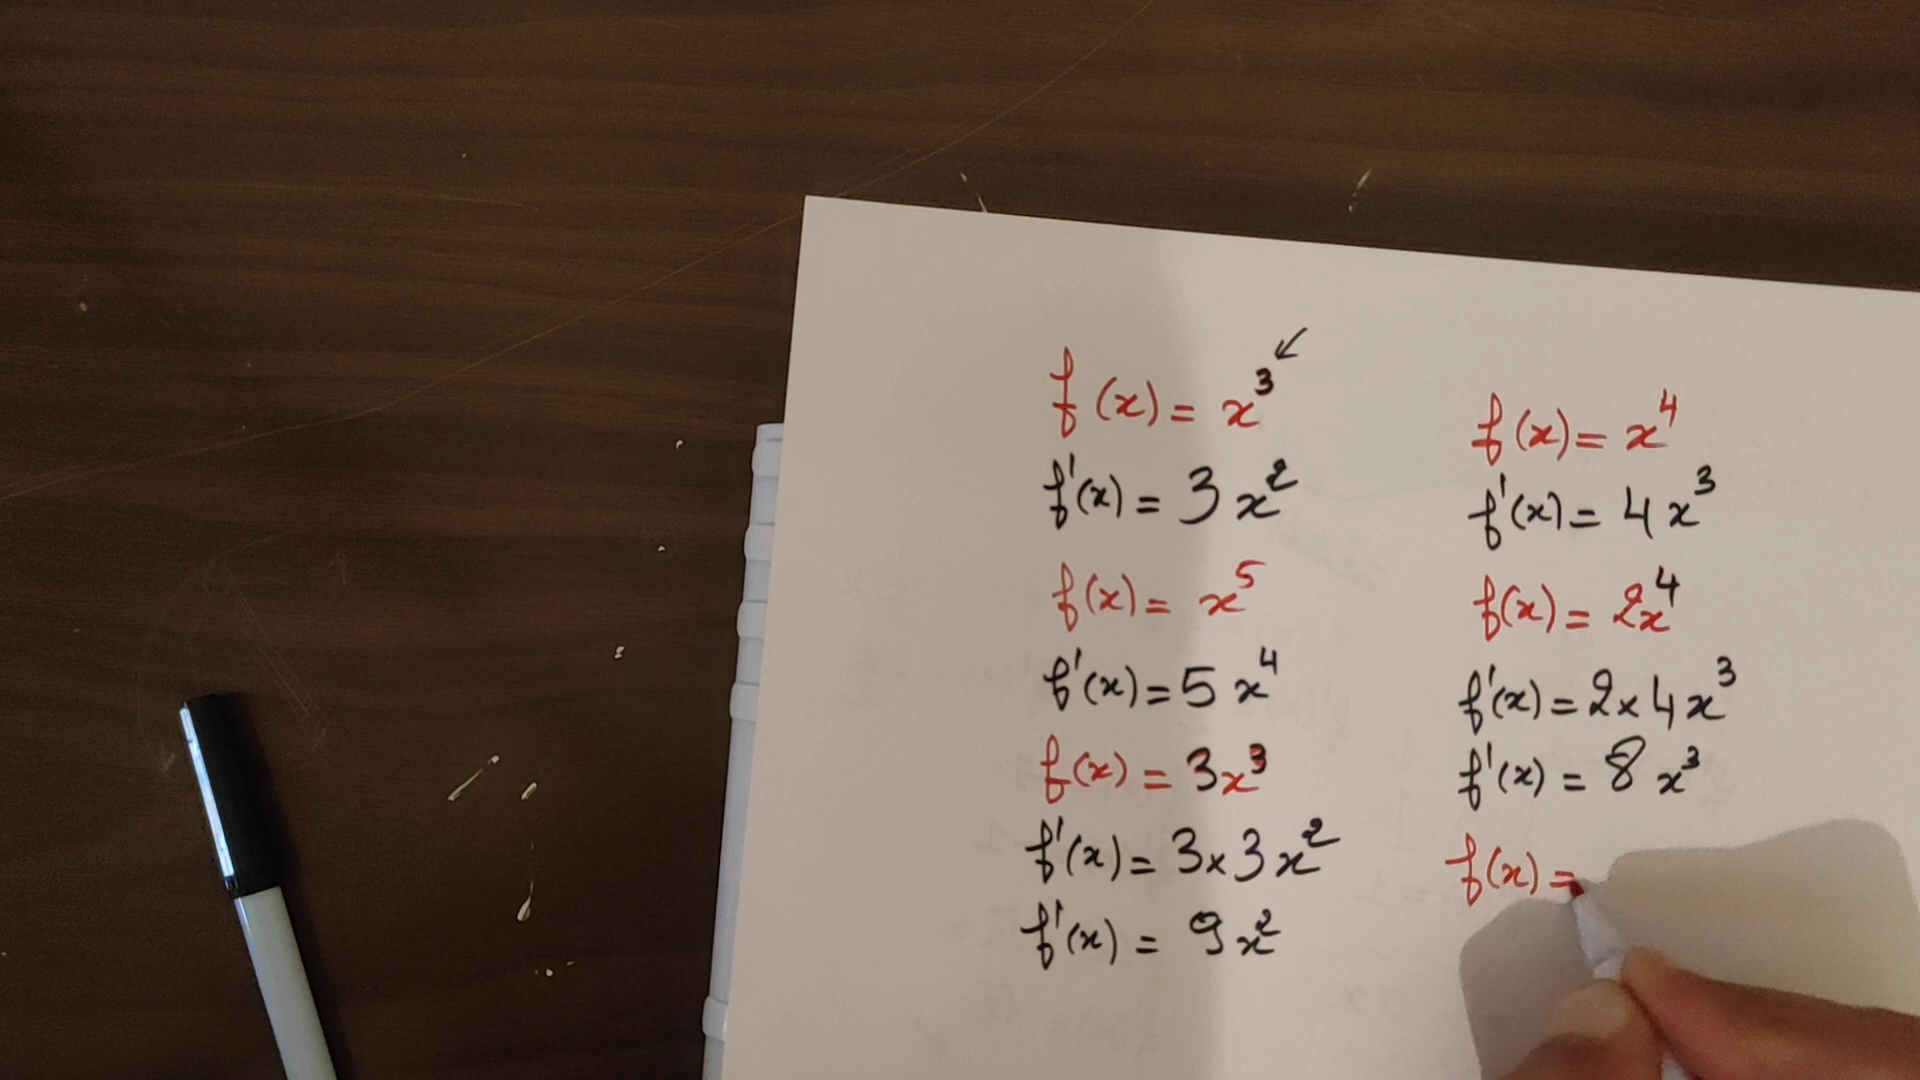 f(x) = x³
f'(x) = 3x²
f(x) = x⁵
f'(x) = 5x⁴
f(x) = 3x³
f'(x) = 3×3x²
f'(x) = 9x²
f(x) = x⁴
f'(x) = 4x³
f(x) = 2x⁴
f'(x) = 2×4x³
f'(x) = 8x³
f(x) =